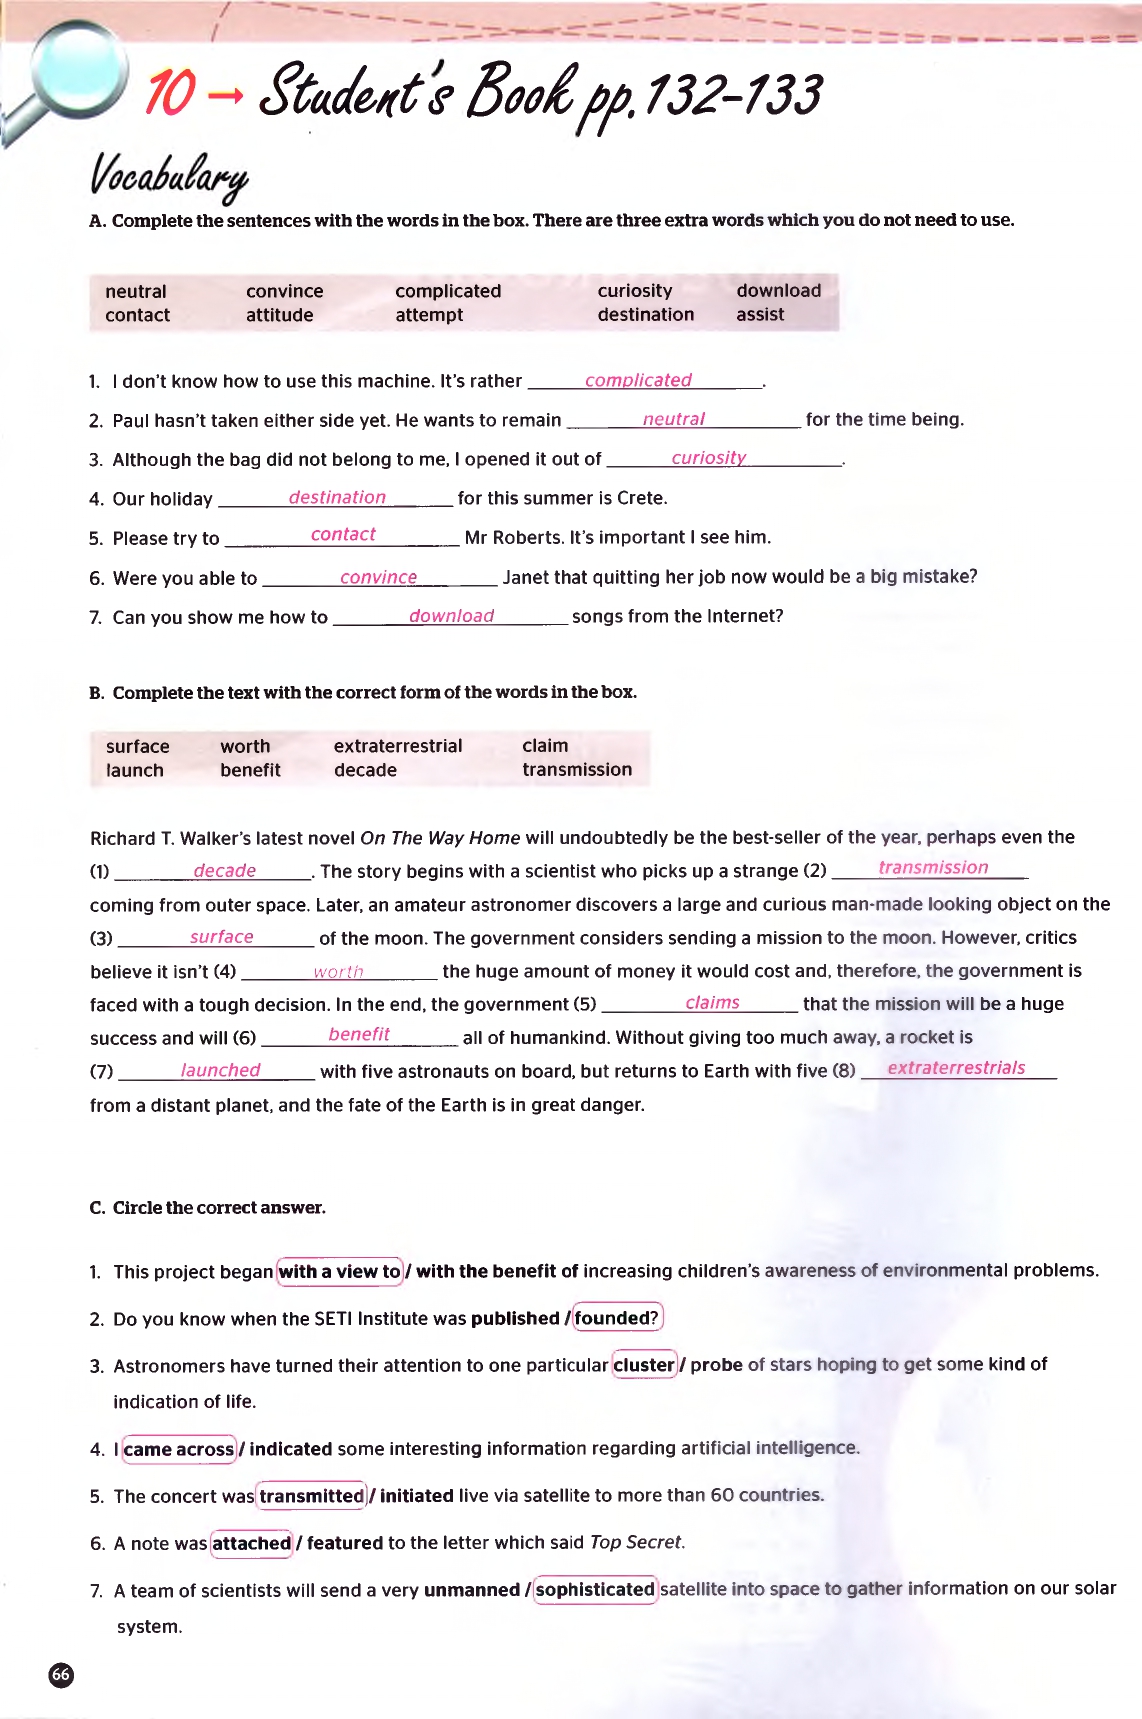 10 → Student's Book pp. 132-133
Vocabulary
A. Complete the sentences with the words in the box. There are three extra words which you do not need to use.
neutral convince complicated curiosity download
contact attitude attempt destination assist
1. I don't know how to use this machine. It's rather complicated.
2. Paul hasn't taken either side yet. He wants to remain neutral for the time being.
3. Although the bag did not belong to me, I opened it out of curiosity.
4. Our holiday destination for this summer is Crete.
5. Please try to contact Mr Roberts. It's important I see him.
6. Were you able to convince Janet that quitting her job now would be a big mistake?
7. Can you show me how to download songs from the Internet?
B. Complete the text with the correct form of the words in the box.
surface worth extraterrestrial claim
launch benefit decade transmission
Richard T. Walker's latest novel On The Way Home will undoubtedly be the best-seller of the year, perhaps even the
(1) decade. The story begins with a scientist who picks up a strange (2) transmission
coming from outer space. Later, an amateur astronomer discovers a large and curious man-made looking object on the
(3) surface of the moon. The government considers sending a mission to the moon. However, critics
believe it isn't (4) worth the huge amount of money it would cost and, therefore, the government is
faced with a tough decision. In the end, the government (5) claims that the mission will be a huge
success and will (6) benefit all of humankind. Without giving too much away, a rocket is
(7) launched with five astronauts on board, but returns to Earth with five (8) extraterrestrials
from a distant planet, and the fate of the Earth is in great danger.
C. Circle the correct answer.
1. This project began with a view to / with the benefit of increasing children's awareness of environmental problems.
2. Do you know when the SETI Institute was published / founded?
3. Astronomers have turned their attention to one particular cluster / probe of stars hoping to get some kind of
indication of life.
4. I came across / indicated some interesting information regarding artificial intelligence.
5. The concert was transmitted / initiated live via satellite to more than 60 countries.
6. A note was attached / featured to the letter which said Top Secret.
7. A team of scientists will send a very unmanned / sophisticated satellite into space to gather information on our solar
system.
66